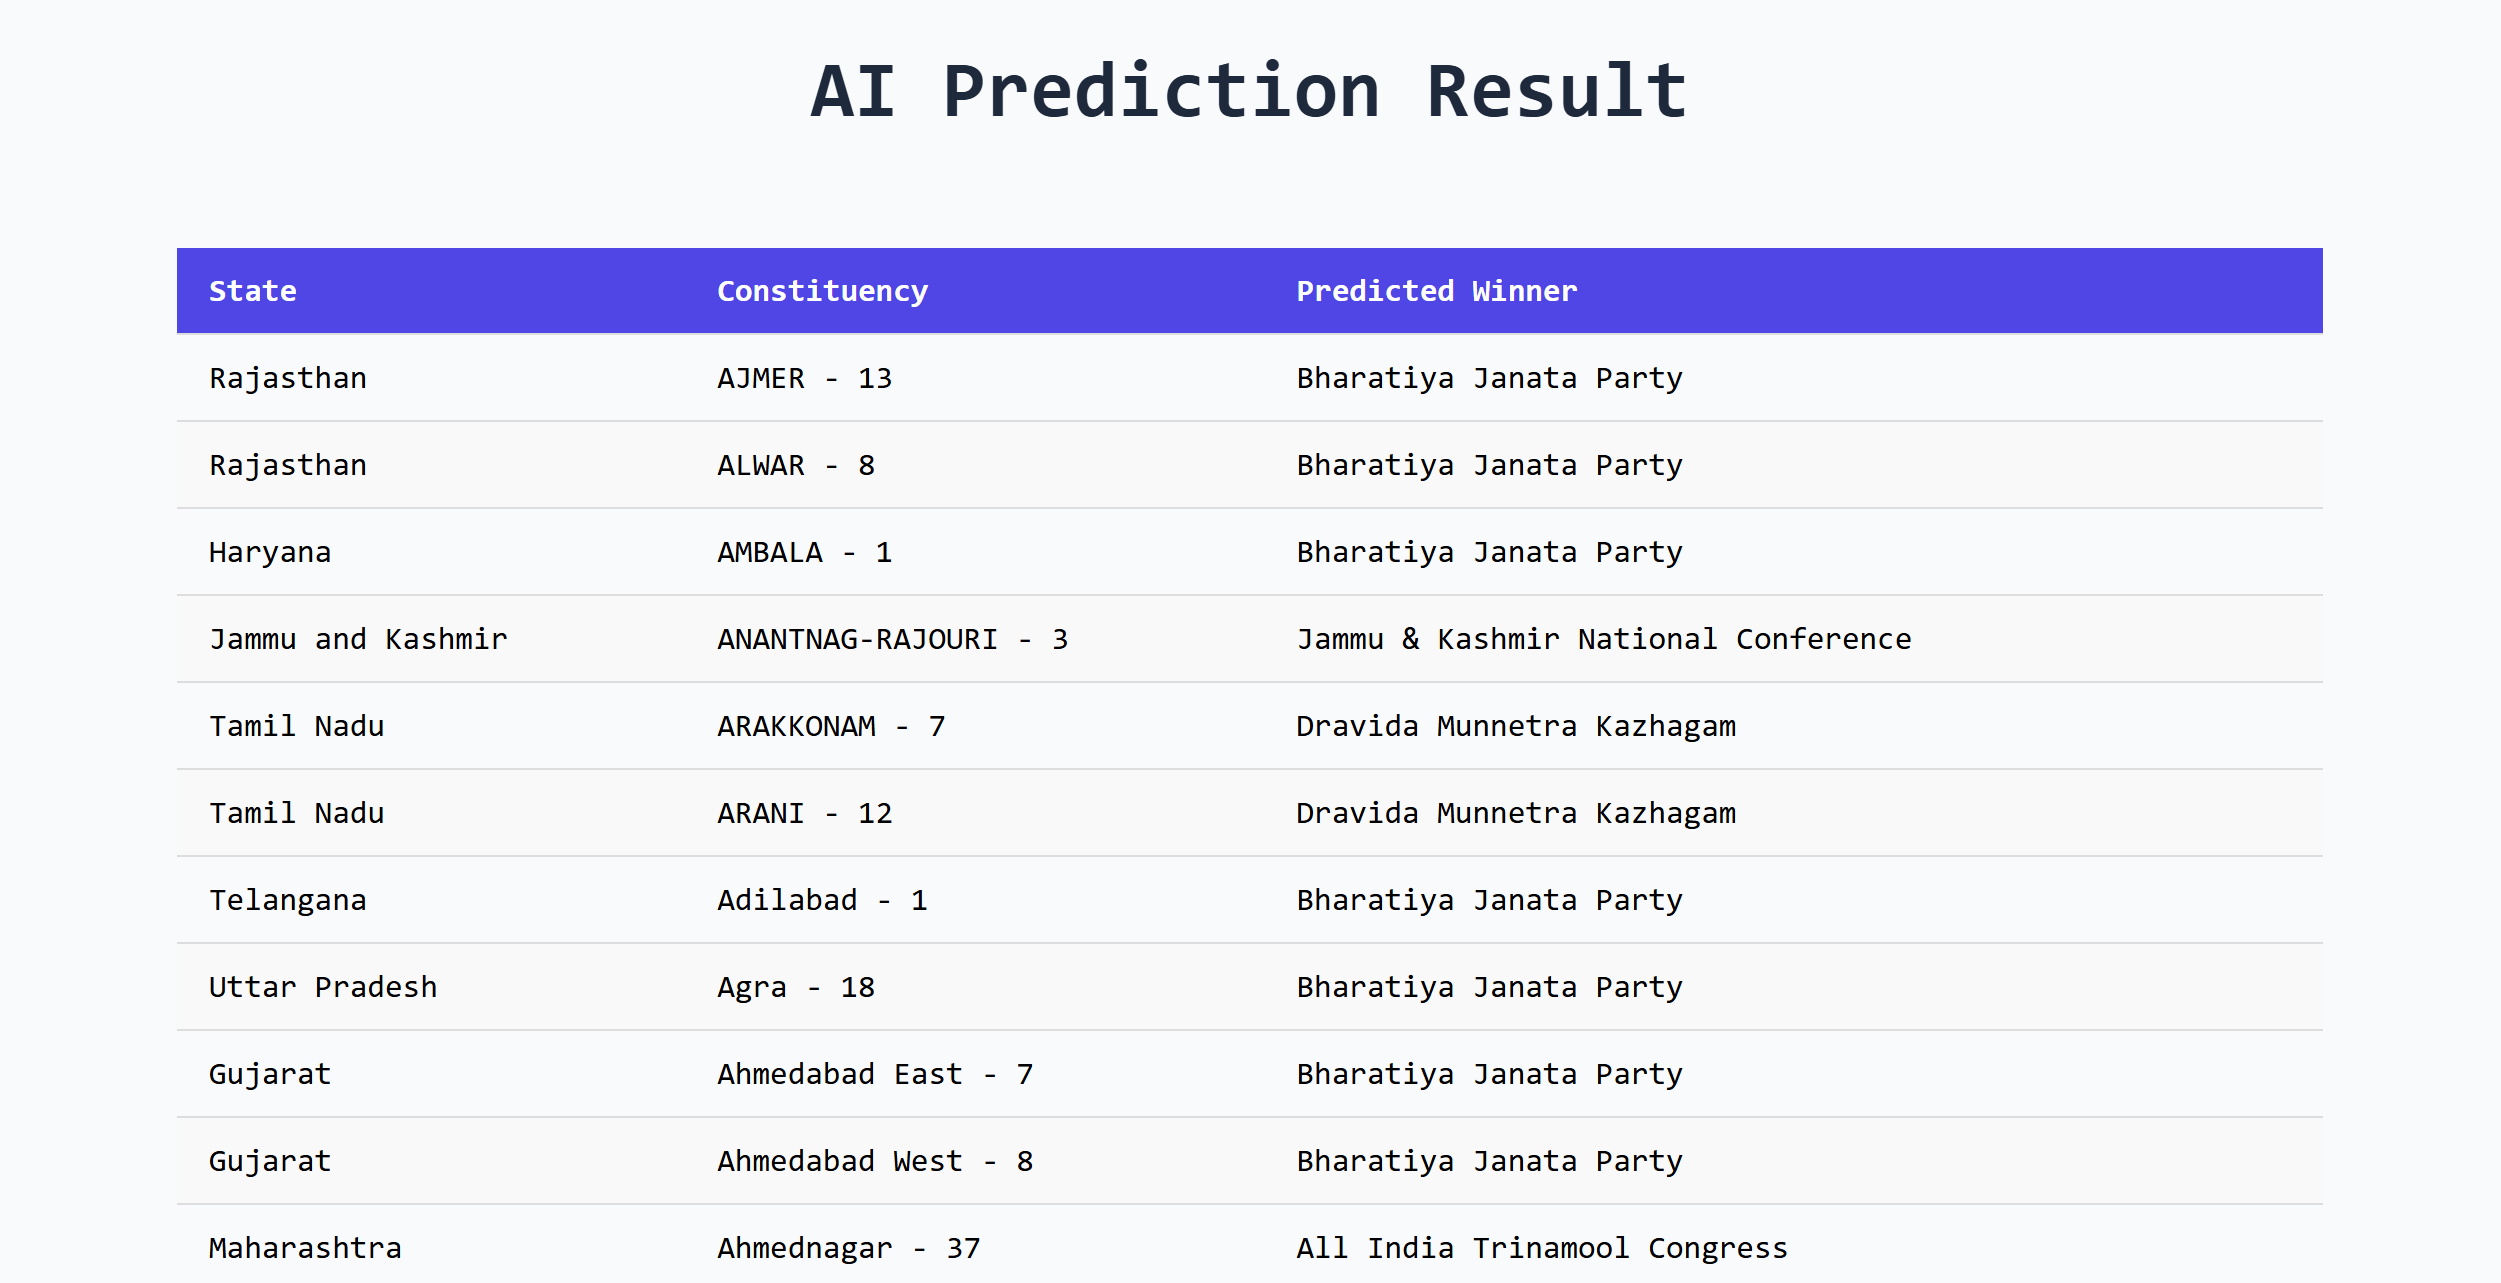 AI Prediction Result
State Constituency Predicted Winner
Rajasthan AJMER - 13 Bharatiya Janata Party
Rajasthan ALWAR - 8 Bharatiya Janata Party
Haryana AMBALA - 1 Bharatiya Janata Party
Jammu and Kashmir ANANTNAG-RAJOURI - 3 Jammu & Kashmir National Conference
Tamil Nadu ARAKKONAM - 7 Dravida Munnetra Kazhagam
Tamil Nadu ARANI - 12 Dravida Munnetra Kazhagam
Telangana Adilabad - 1 Bharatiya Janata Party
Uttar Pradesh Agra - 18 Bharatiya Janata Party
Gujarat Ahmedabad East - 7 Bharatiya Janata Party
Gujarat Ahmedabad West - 8 Bharatiya Janata Party
Maharashtra Ahmednagar - 37 All India Trinamool Congress